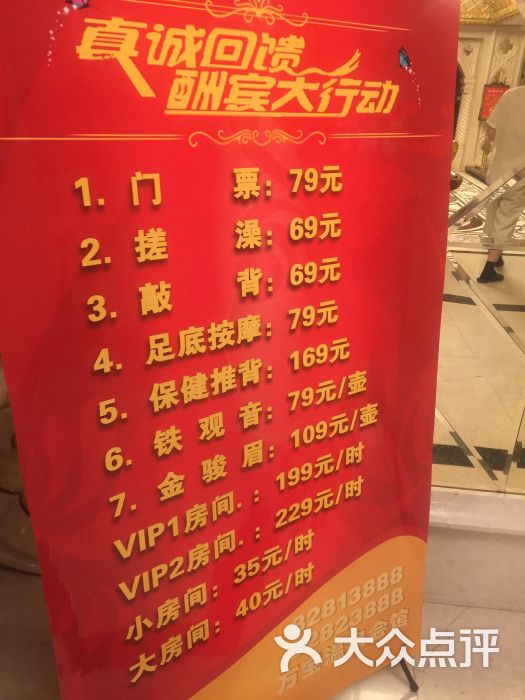 真诚回馈
酬宾大行动
1. 门票：79元
2. 搓澡：69元
3. 敲背：69元
4. 足底按摩：79元
5. 保健推背：169元
6. 铁观音：79元/壶
7. 金骏眉：109元/壶
VIP1房间.：199元/时
VIP2房间.：229元/时
小房间：35元/时
大房间：40元/时
82813888
大众点评